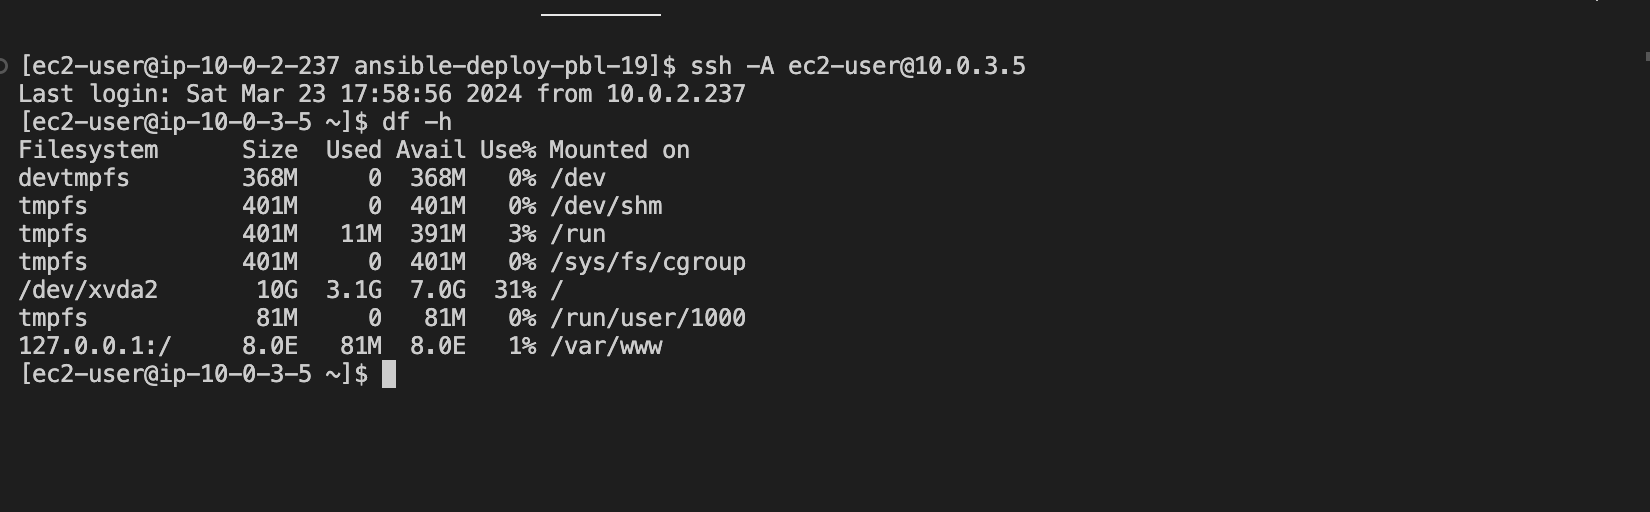 [ec2-user@ip-10-0-2-237 ansible-deploy-pbl-19]$ ssh -A ec2-user@10.0.3.5
Last login: Sat Mar 23 17:58:56 2024 from 10.0.2.237
[ec2-user@ip-10-0-3-5 ~]$ df -h
Filesystem      Size  Used Avail Use% Mounted on
devtmpfs        368M     0  368M   0% /dev
tmpfs           401M     0  401M   0% /dev/shm
tmpfs           401M   11M  391M   3% /run
tmpfs           401M     0  401M   0% /sys/fs/cgroup
/dev/xvda2       10G  3.1G  7.0G  31% /
tmpfs            81M     0   81M   0% /run/user/1000
127.0.0.1:/     8.0E   81M  8.0E   1% /var/www
[ec2-user@ip-10-0-3-5 ~]$